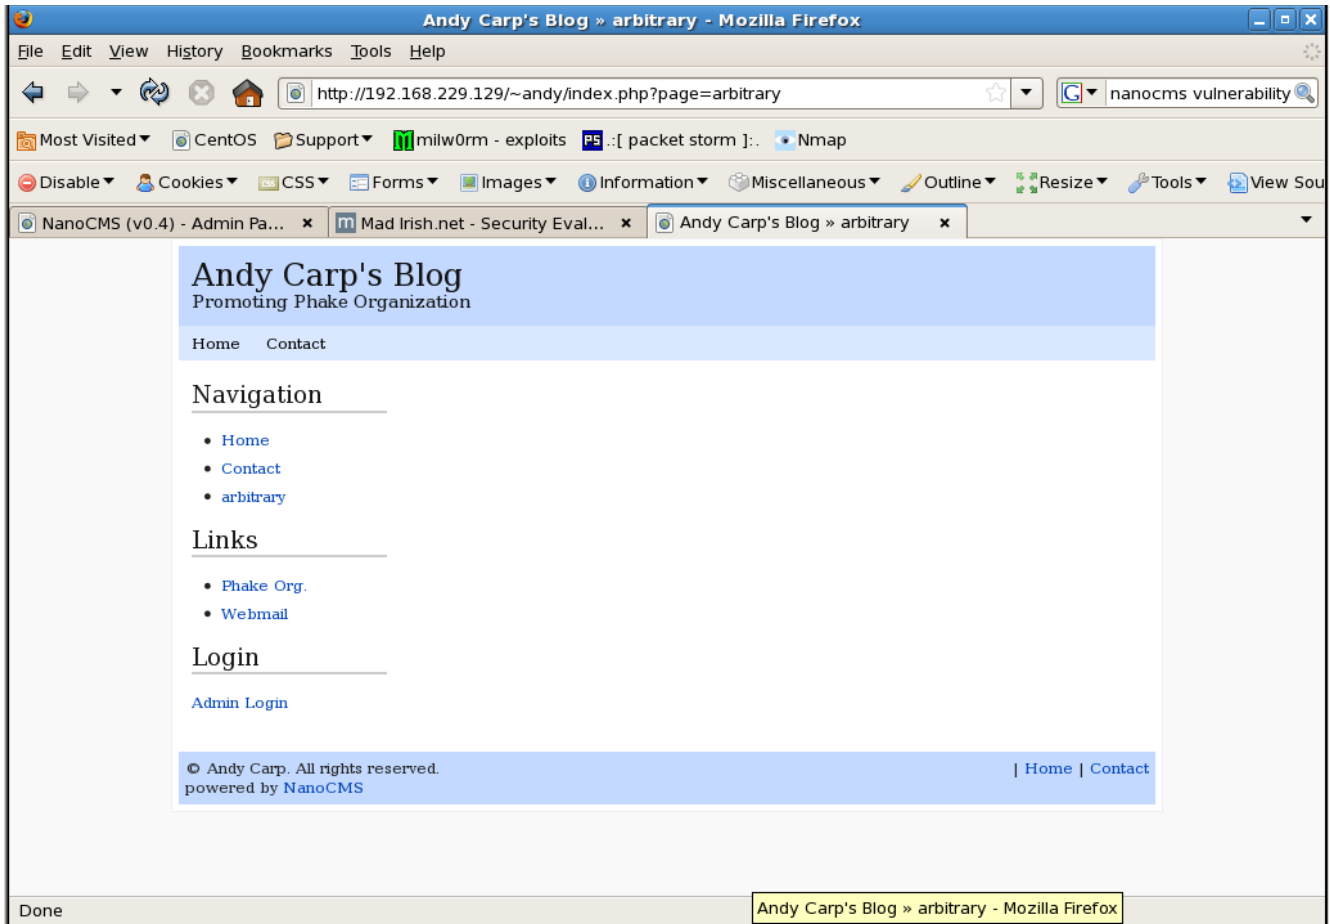 Andy Carp's Blog » arbitrary - Mozilla Firefox
File Edit View History Bookmarks Tools Help
http://192.168.229.129/~andy/index.php?page=arbitrary
G nanocms vulnerability
Most Visited CentOS Support milw0rm - exploits PS .:[ packet storm ]:. Nmap
Disable Cookies CSS Forms Images Information Miscellaneous Outline Resize Tools View Sou
NanoCMS (v0.4) - Admin Pa... m Mad Irish.net - Security Eval... Andy Carp's Blog » arbitrary
Andy Carp's Blog
Promoting Phake Organization
Home Contact
Navigation
Home
Contact
arbitrary
Links
Phake Org.
Webmail
Login
Admin Login
© Andy Carp. All rights reserved. | Home | Contact
powered by NanoCMS
Done
Andy Carp's Blog » arbitrary - Mozilla Firefox